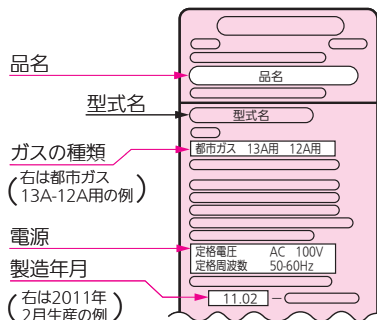 品名
品名
型式名
型式名
ガスの種類
(右は都市ガス
13A-12A用の例)
都市ガス 13A用 12A用
電源
定格電圧 AC 100V
定格周波数 50-60Hz
製造年月
(右は2011年
2月生産の例)
11.02 −